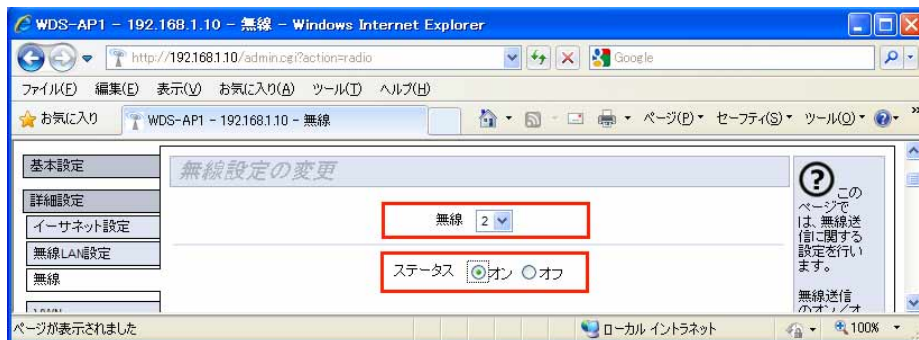 WDS-AP1 - 192.168.1.10 - 無線 - Windows Internet Explorer
http://192.168.1.10/admin.cgi?action=radio
Google
ファイル(F) 編集(E) 表示(V) お気に入り(A) ツール(T) ヘルプ(H)
お気に入り WDS-AP1 - 192.168.1.10 - 無線 ページ(P) セーフティ(S) ツール(O) »
基本設定
詳細設定
イーサネット設定
無線LAN設定
無線
無線設定の変更
無線 2
ステータス オン オフ
この
ページで
は、無線送
信に関する
設定を行い
ます。
無線送信
のオン/オ
ページが表示されました ローカル イントラネット 100%